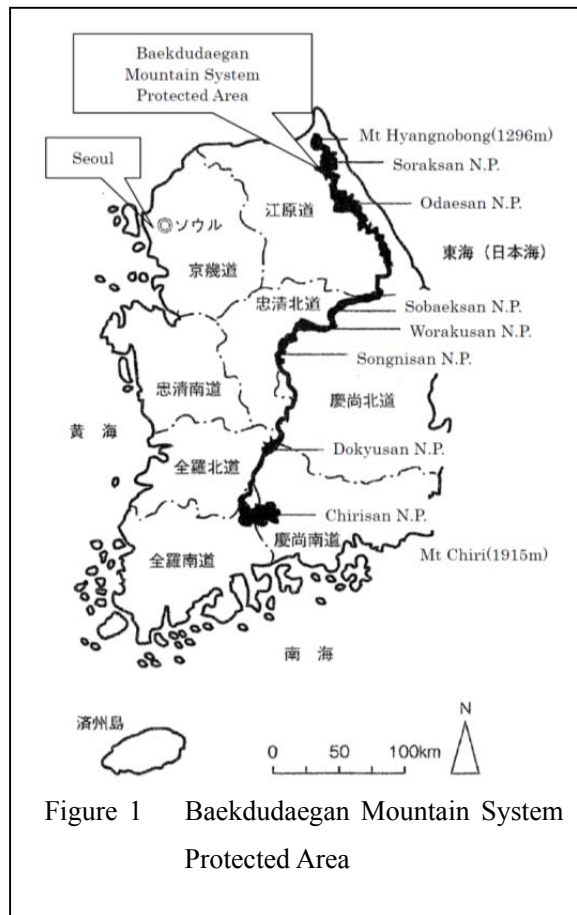 Baekdudaegan
Mountain System
Protected Area
Mt Hyangnobong(1296m)
Seoul
Soraksan N.P.
江原道
Odaesan N.P.
ソウル
東海（日本海）
京幾道
忠清北道
Sobaeksan N.P.
Worakusan N.P.
Songnisan N.P.
忠清南道
慶尚北道
黄 海
Dokyusan N.P.
全羅北道
Chirisan N.P.
慶尚南道
全羅南道
Mt Chiri(1915m)
南 海
済州島
N
0 50 100km
Figure 1 Baekdudaegan Mountain System
Protected Area